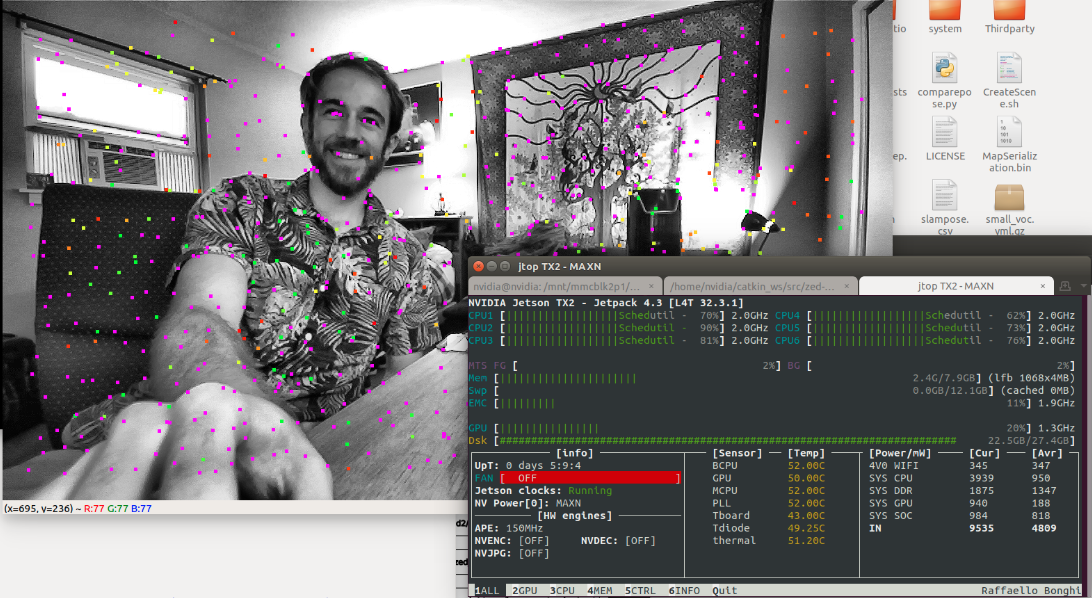 tio
system
Thirdparty
sts
comparepo
se.py
CreateScen
e.sh
ep.
LICENSE
MapSerializ
ation.bin
slampose.
csv
small_voc.
yml.gz
jtop TX2 - MAXN
nvidia@nvidia: /mnt/mmcblk2p1/... × /home/nvidia/catkin_ws/src/zed-... × jtop TX2 - MAXN ×
NVIDIA Jetson TX2 - Jetpack 4.3 [L4T 32.3.1]
CPU1 [||||||||||||||||||Schedutil - 70%] 2.0GHz CPU4 [||||||||||||||||||Schedutil - 62%] 2.0GHz
CPU2 [||||||||||||||||||Schedutil - 90%] 2.0GHz CPU5 [||||||||||||||||||Schedutil - 73%] 2.0GHz
CPU3 [||||||||||||||||||Schedutil - 81%] 2.0GHz CPU6 [||||||||||||||||||Schedutil - 76%] 2.0GHz
MTS FG [ 2%] BG [ 2%]
Mem [|||||||||||||||||||||| 2.4G/7.9GB] (lfb 1068x4MB)
Swp [ 0.0GB/12.1GB] (cached 0MB)
EMC [||||||||| 11%] 1.9GHz
GPU [|||||||||||||||| 20%] 1.3GHz
Dsk [######################################################################### 22.5GB/27.4GB]
[info] [Sensor] [Temp] [Power/mW] [Cur] [Avr]
UpT: 0 days 5:9:4 BCPU 52.00C 4V0 WIFI 345 347
FAN [ OFF ] GPU 50.00C SYS CPU 3939 950
Jetson clocks: Running MCPU 52.00C SYS DDR 1875 1347
NV Power[0]: MAXN PLL 52.00C SYS GPU 940 188
[HW engines] Tboard 43.00C SYS SOC 984 818
APE: 150MHz Tdiode 49.25C IN 9535 4809
NVENC: [OFF] NVDEC: [OFF] thermal 51.20C
NVJPG: [OFF]
1ALL 2GPU 3CPU 4MEM 5CTRL 6INFO Quit Raffaello Bonghi
(x=695, y=236) ~ R:77 G:77 B:77
zed